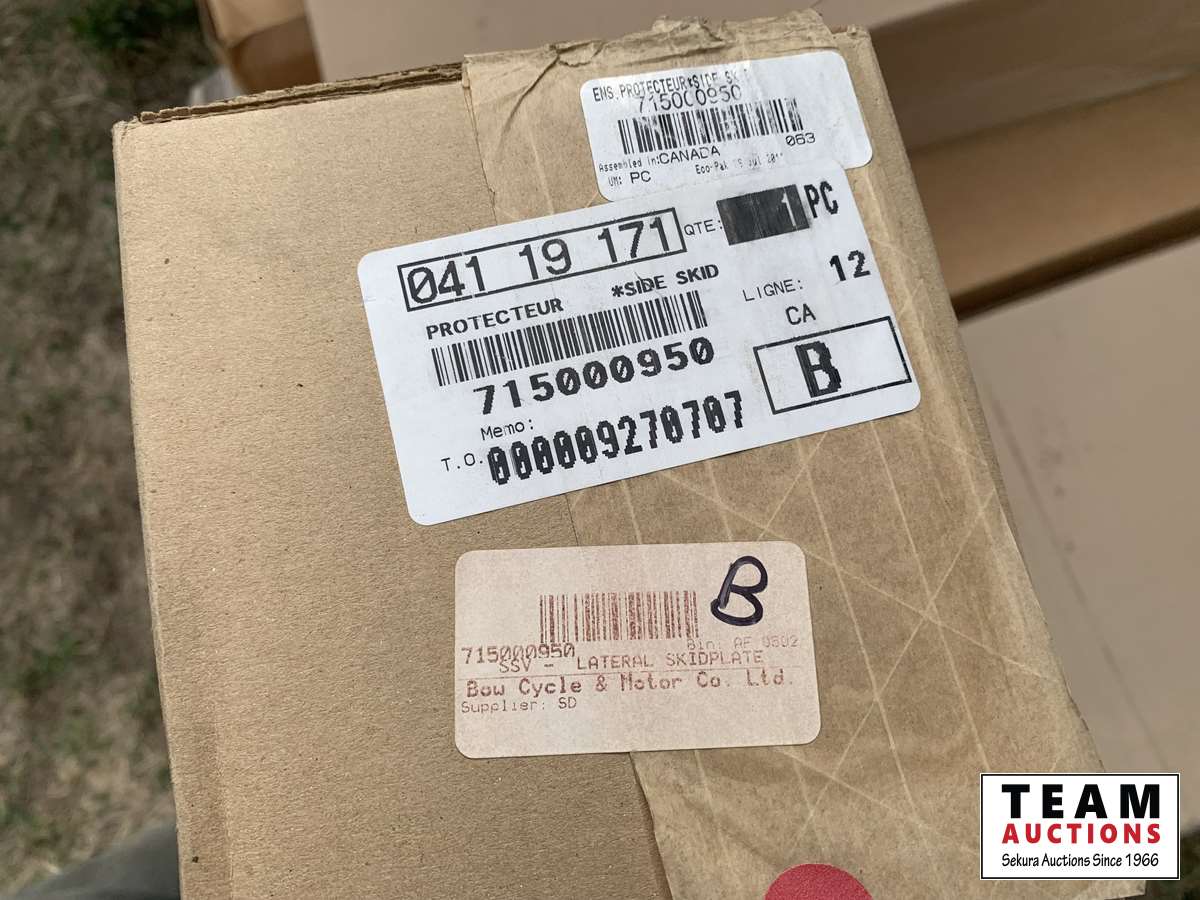 ENS.PROTECTEUR*SIDE SK
715000950
063
Assembled in:CANADA
UM: PC
Eco-Pak Jul
041 19 171
QTE: 1 PC
PROTECTEUR *SIDE SKID
LIGNE: 12
715000950
CA
B
Memo:
T.O. 000009270707
B
715000950
Bin: AF 0502
SSV - LATERAL SKIDPLATE
Bow Cycle & Motor Co. Ltd.
Supplier: SD
TEAM
AUCTIONS
Sekura Auctions Since 1966